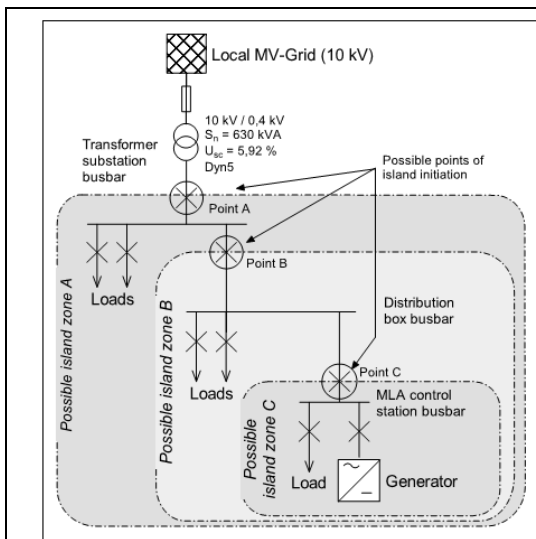 Local MV-Grid (10 kV)
10 kV / 0,4 kV
Sn = 630 kVA
Usc = 5,92 %
Dyn5
Transformer
substation
busbar
Possible points of
island initiation
Point A
Point B
Loads
Possible island zone A
Possible island zone B
Distribution
box busbar
Loads
Point C
MLA control
station busbar
Possible
island zone C
Load
Generator